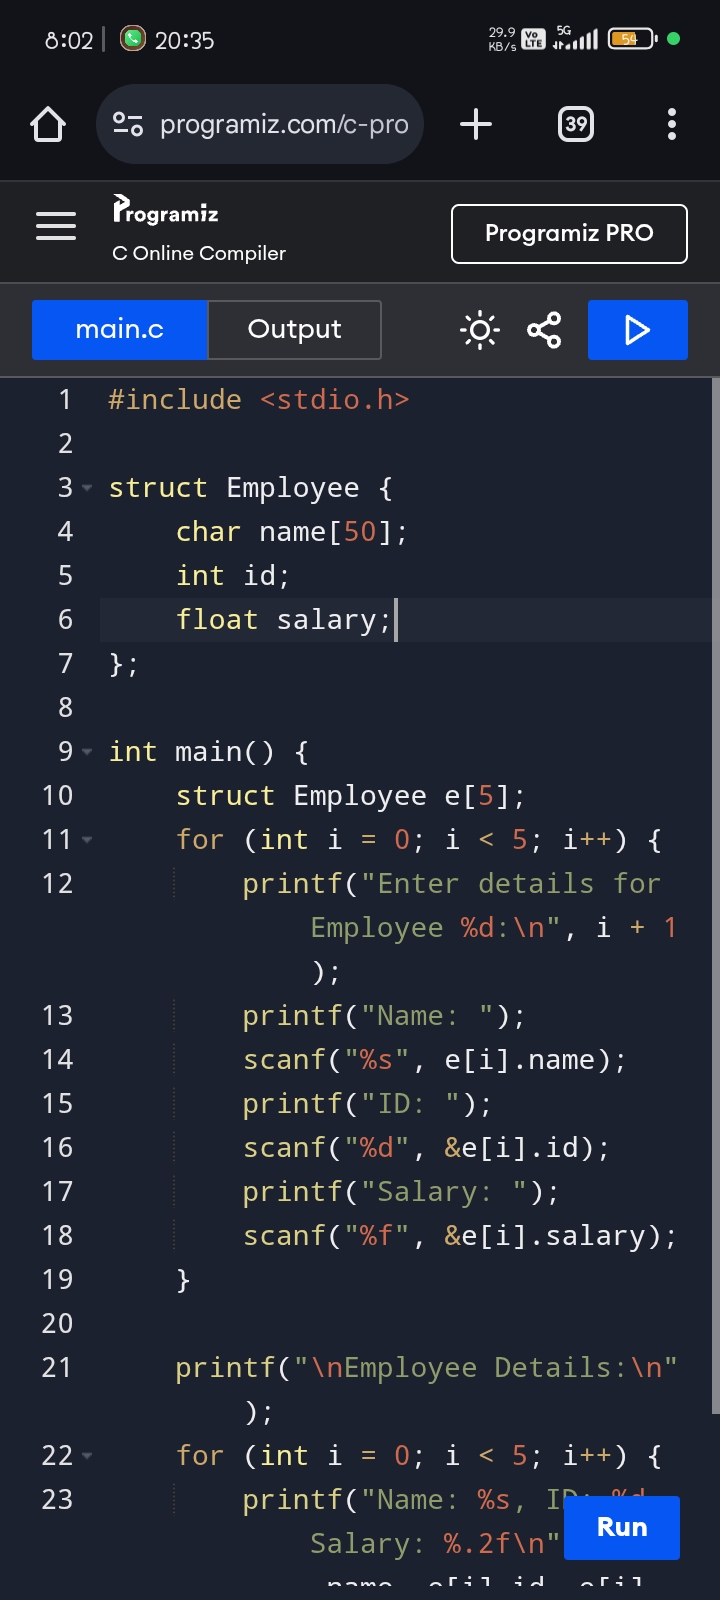 8:02 20:35 29.9 KB/s Vo LTE 5G 54
programiz.com/c-pro 39
Programiz
C Online Compiler
Programiz PRO
main.c Output
1 #include <stdio.h>
2
3 struct Employee {
4 char name[50];
5 int id;
6 float salary;
7 };
8
9 int main() {
10 struct Employee e[5];
11 for (int i = 0; i < 5; i++) {
12 printf("Enter details for
Employee %d:\n", i + 1
);
13 printf("Name: ");
14 scanf("%s", e[i].name);
15 printf("ID: ");
16 scanf("%d", &e[i].id);
17 printf("Salary: ");
18 scanf("%f", &e[i].salary);
19 }
20
21 printf("\nEmployee Details:\n"
);
22 for (int i = 0; i < 5; i++) {
23 printf("Name: %s, ID: %d
Salary: %.2f\n"
Run